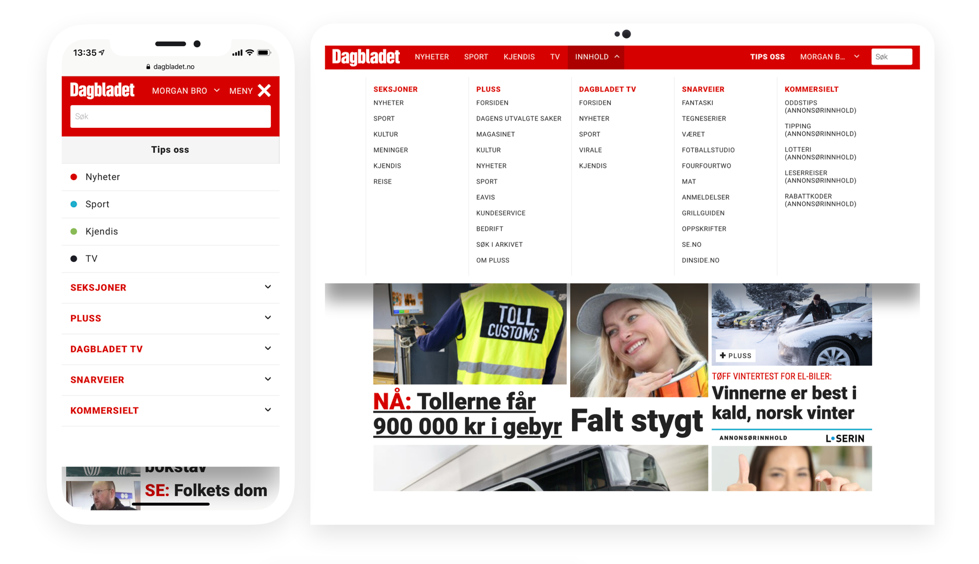 13:35
dagbladet.no
Dagbladet
MORGAN BRO
MENY
Søk
Tips oss
Nyheter
Sport
Kjendis
TV
SEKSJONER
PLUSS
DAGBLADET TV
SNARVEIER
KOMMERSIELT
bokstav
SE: Folkets dom
Dagbladet NYHETER SPORT KJENDIS TV INNHOLD TIPS OSS MORGAN B... Søk
SEKSJONER
NYHETER
SPORT
KULTUR
MENINGER
KJENDIS
REISE
PLUSS
FORSIDEN
DAGENS UTVALGTE SAKER
MAGASINET
KULTUR
NYHETER
SPORT
EAVIS
KUNDESERVICE
BEDRIFT
SØK I ARKIVET
OM PLUSS
DAGBLADET TV
FORSIDEN
NYHETER
SPORT
VIRALE
KJENDIS
SNARVEIER
FANTASKI
TEGNESERIER
VÆRET
FOTBALLSTUDIO
FOURFOURTWO
MAT
ANMELDELSER
GRILLGUIDEN
OPPSKRIFTER
SE.NO
DINSIDE.NO
KOMMERSIELT
ODDSTIPS
(ANNONSØRINNHOLD)
TIPPING
(ANNONSØRINNHOLD)
LOTTERI
(ANNONSØRINNHOLD)
LESERREISER
(ANNONSØRINNHOLD)
RABATTKODER
(ANNONSØRINNHOLD)
TOLL
CUSTOMS
NÅ: Tollerne får
900 000 kr i gebyr
Falt stygt
+ PLUSS
TØFF VINTERTEST FOR EL-BILER:
Vinnerne er best i
kald, norsk vinter
ANNONSØRINNHOLD
L•SERIN